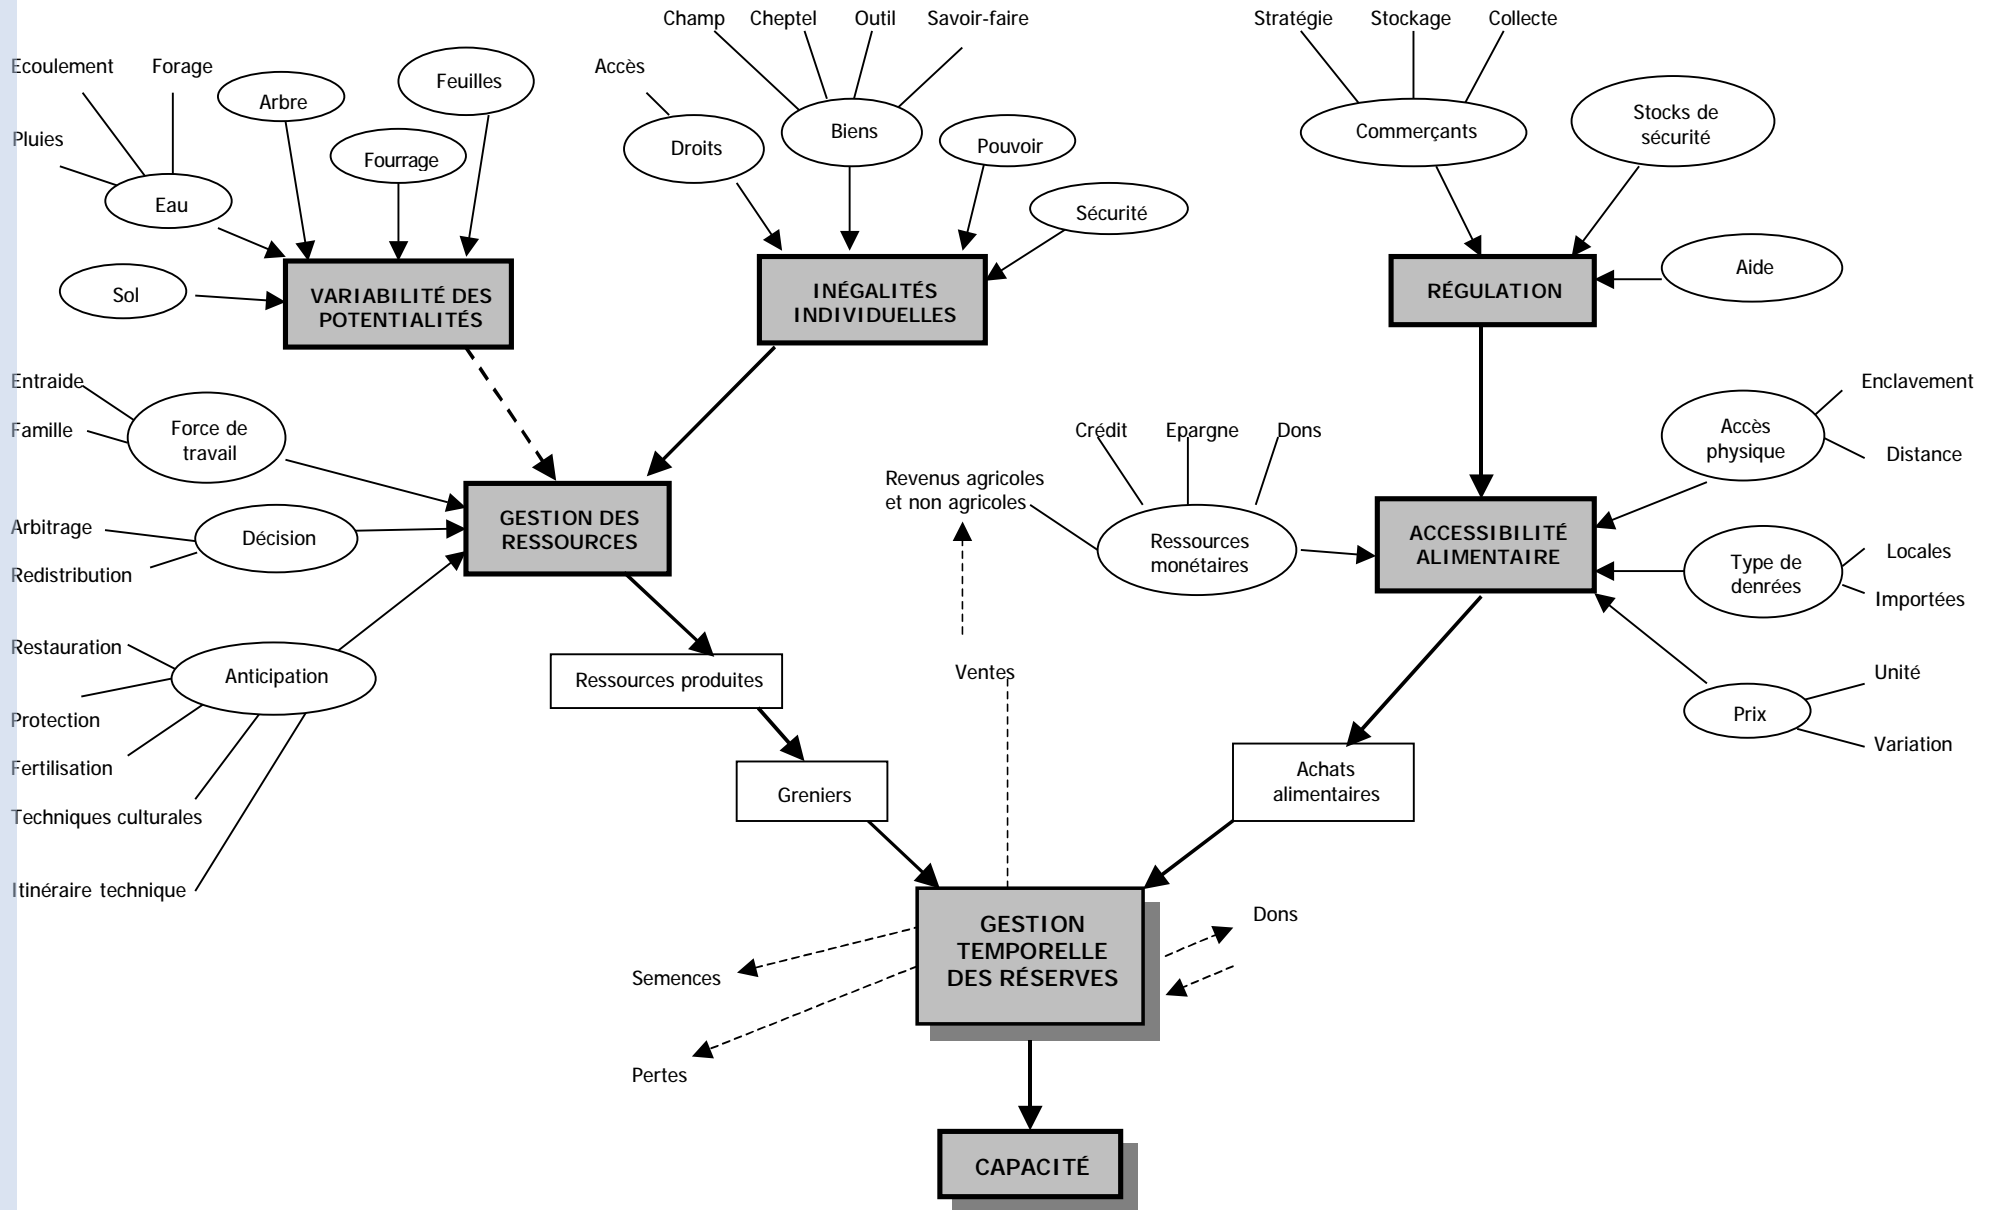 Champ
Cheptel
Outil
Savoir-faire
Stratégie
Stockage
Collecte
Ecoulement
Forage
Accès
Arbre
Feuilles
Pluies
Fourrage
Droits
Biens
Pouvoir
Commerçants
Stocks de
sécurité
Eau
Sécurité
Sol
VARIABILITÉ DES
POTENTIALITÉS
INÉGALITÉS
INDIVIDUELLES
RÉGULATION
Aide
Entraide
Famille
Force de
travail
Crédit
Epargne
Dons
Enclavement
Accès
physique
Distance
Revenus agricoles
et non agricoles
Arbitrage
Redistribution
Décision
GESTION DES
RESSOURCES
Ressources
monétaires
ACCESSIBILITÉ
ALIMENTAIRE
Type de
denrées
Locales
Importées
Restauration
Anticipation
Protection
Fertilisation
Techniques culturales
Itinéraire technique
Ressources produites
Ventes
Prix
Unité
Variation
Greniers
Achats
alimentaires
GESTION
TEMPORELLE
DES RÉSERVES
Dons
Semences
Pertes
CAPACITÉ